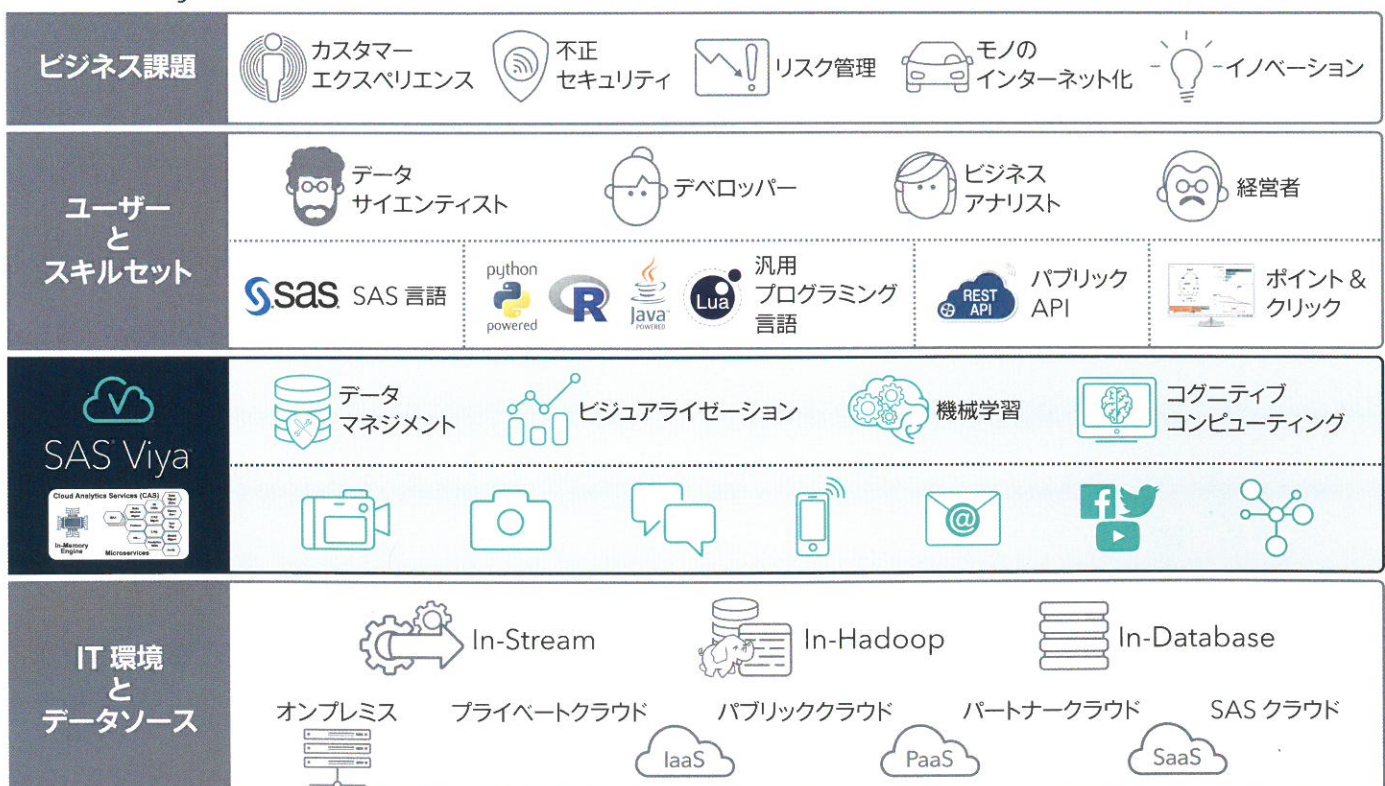 ビジネス課題
カスタマー
エクスペリエンス
不正
セキュリティ
リスク管理
モノの
インターネット化
イノベーション
ユーザー
と
スキルセット
データ
サイエンティスト
デベロッパー
ビジネス
アナリスト
経営者
sas
SAS 言語
python
powered
R
Java
POWERED
Lua
汎用
プログラミング
言語
REST
API
パブリック
API
ポイント &
クリック
SAS Viya
Cloud Analytics Services (CAS)
In-Memory
Engine
Microservices
データ
マネジメント
ビジュアライゼーション
機械学習
コグニティブ
コンピューティング
@
IT 環境
と
データソース
In-Stream
In-Hadoop
In-Database
オンプレミス
プライベートクラウド
パブリッククラウド
パートナークラウド
SAS クラウド
IaaS
PaaS
SaaS